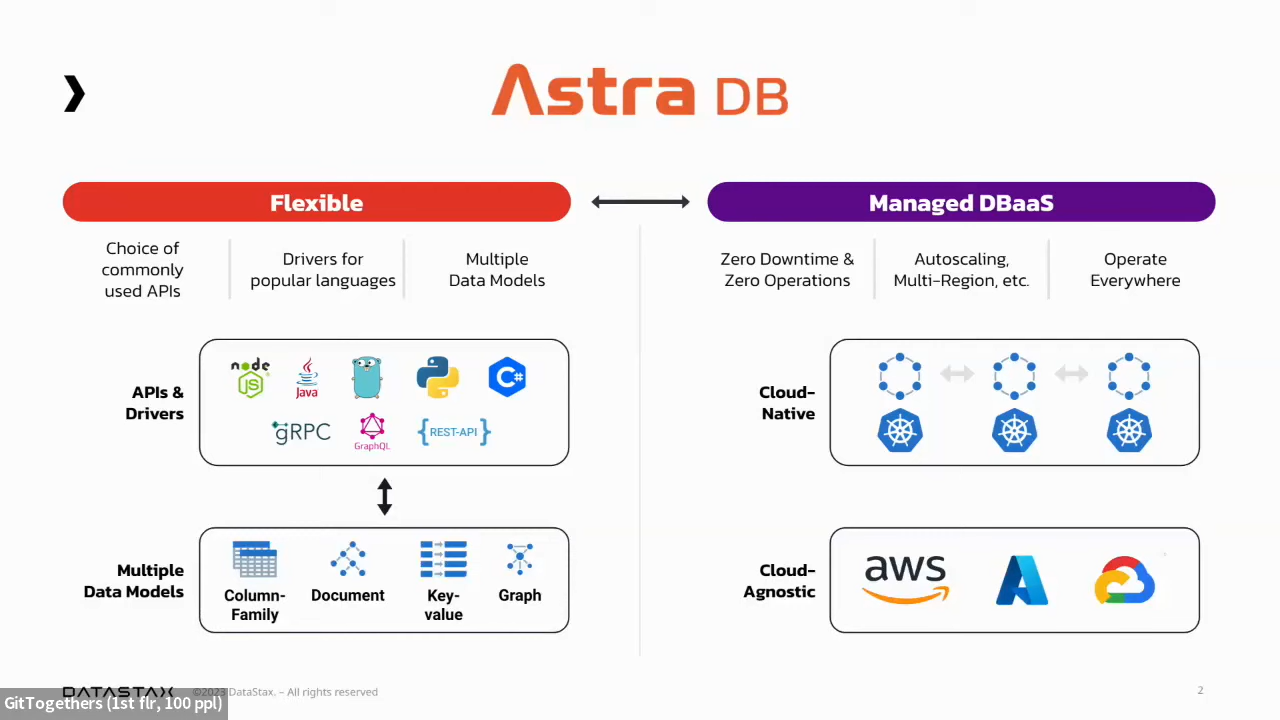 Astra DB
Flexible
Managed DBaaS
Choice of
commonly
used APIs
Drivers for
popular languages
Multiple
Data Models
Zero Downtime &
Zero Operations
Autoscaling,
Multi-Region, etc.
Operate
Everywhere
APIs &
Drivers
node
JS
Java
C#
gRPC
GraphQL
{REST-API}
Cloud-
Native
Multiple
Data Models
Column-
Family
Document
Key-
value
Graph
Cloud-
Agnostic
aws
DATASTAX
©2023 DataStax. – All rights reserved
2
GitTogethers (1st flr, 100 ppl)